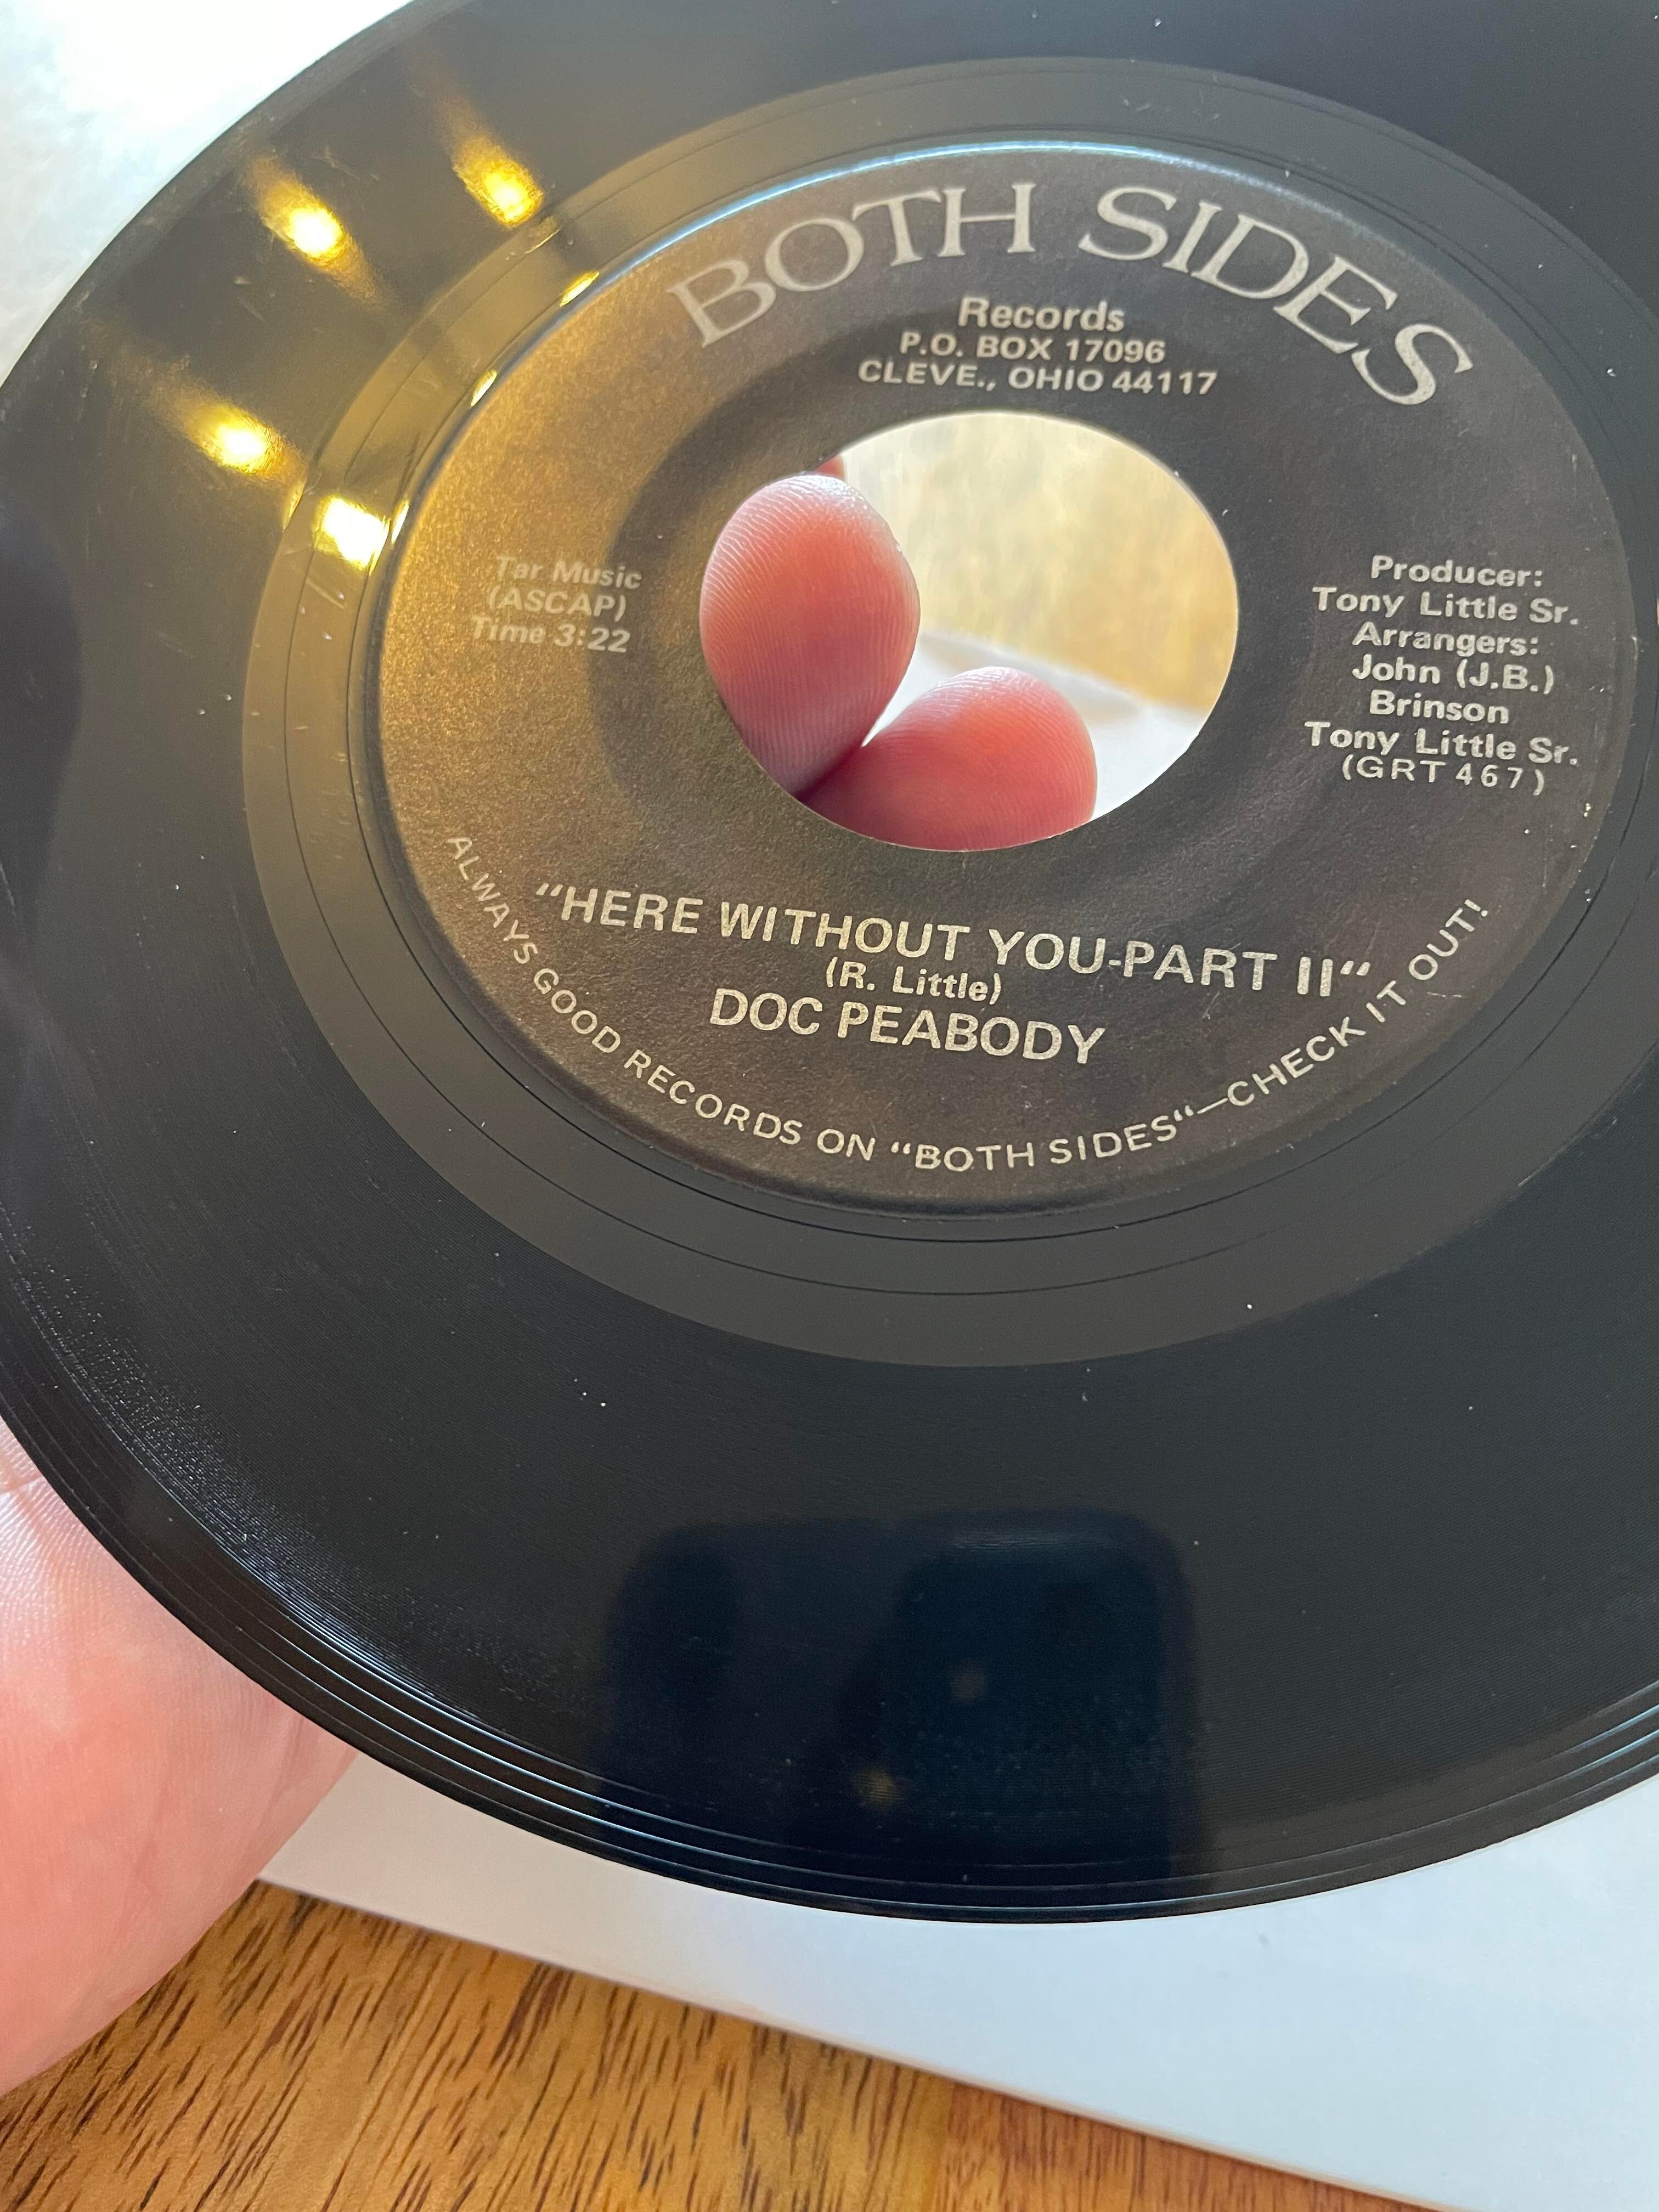 BOTH SIDES
Records
P.O. BOX 17096
CLEVE., OHIO 44117
Tar Music
(ASCAP)
Time 3:22
Producer:
Tony Little Sr.
Arrangers:
John (J.B.)
Brinson
Tony Little Sr.
(GRT 467)
"HERE WITHOUT YOU-PART II"
(R. Little)
DOC PEABODY
ALWAYS GOOD RECORDS ON "BOTH SIDES"—CHECK IT OUT!